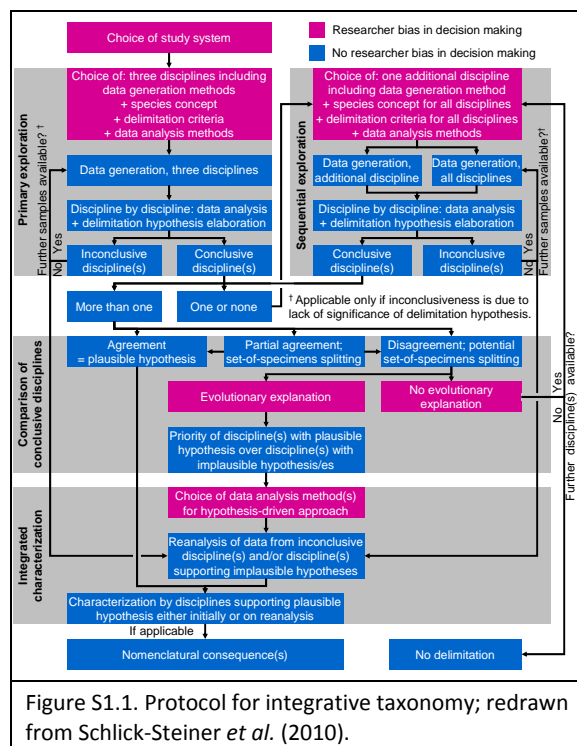 Choice of study system
Researcher bias in decision making
No researcher bias in decision making
Primary exploration
Further samples available? †
No Yes
Choice of: three disciplines including
data generation methods
+ species concept
+ delimitation criteria
+ data analysis methods
Data generation, three disciplines
Discipline by discipline: data analysis
+ delimitation hypothesis elaboration
Inconclusive
discipline(s)
Conclusive
discipline(s)
Sequential exploration
Choice of: one additional discipline
including data generation method
+ species concept for all disciplines
+ delimitation criteria for all disciplines
+ data analysis methods
Data generation,
additional discipline
Data generation,
all disciplines
Discipline by discipline: data analysis
+ delimitation hypothesis elaboration
Conclusive
discipline(s)
Inconclusive
discipline(s)
Further samples available?†
No Yes
More than one
One or none
† Applicable only if inconclusiveness is due to
lack of significance of delimitation hypothesis.
Comparison of
conclusive disciplines
Agreement
= plausible hypothesis
Partial agreement;
set-of-specimens splitting
Disagreement; potential
set-of-specimens splitting
Evolutionary explanation
No evolutionary
explanation
Further discipline(s) available?
No Yes
Priority of discipline(s) with plausible
hypothesis over discipline(s) with
implausible hypothesis/es
Integrated
characterization
Choice of data analysis method(s)
for hypothesis-driven approach
Reanalysis of data from inconclusive
discipline(s) and/or discipline(s)
supporting implausible hypotheses
Characterization by disciplines supporting plausible
hypothesis either initially or on reanalysis
If applicable
Nomenclatural consequence(s)
No delimitation
Figure S1.1. Protocol for integrative taxonomy; redrawn
from Schlick-Steiner et al. (2010).